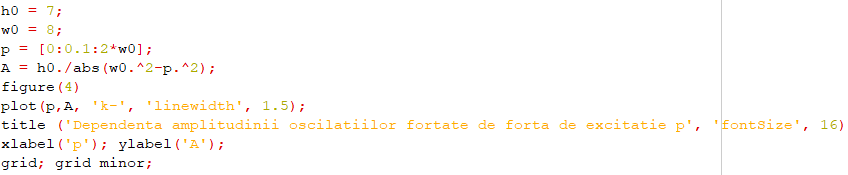 h0 = 7;
w0 = 8;
p = [0:0.1:2*w0];
A = h0./abs(w0.^2-p.^2);
figure(4)
plot(p,A, 'k-', 'linewidth', 1.5);
title ('Dependenta amplitudinii oscilatiilor fortate de forta de excitatie p', 'fontSize', 16)
xlabel('p'); ylabel('A');
grid; grid minor;